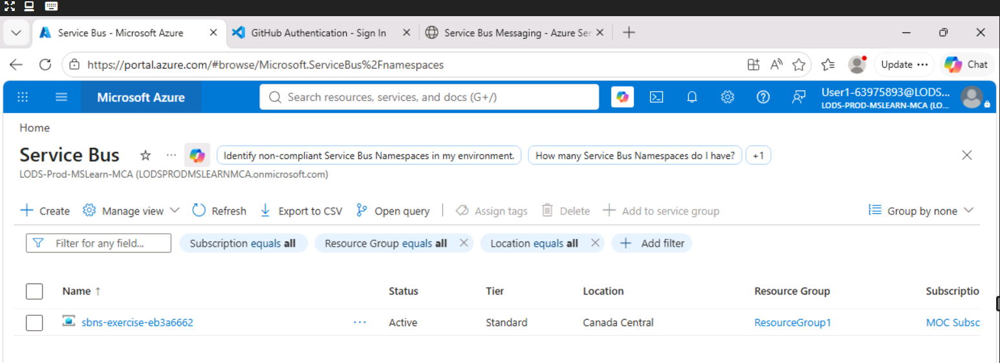 Service Bus - Microsoft Azure GitHub Authentication - Sign In Service Bus Messaging - Azure Ser
https://portal.azure.com/#browse/Microsoft.ServiceBus%2Fnamespaces Update Chat
Microsoft Azure Search resources, services, and docs (G+/) User1-63975893@LODS...
LODS-PROD-MSLEARN-MCA (LO...
Home
Service Bus ... Identify non-compliant Service Bus Namespaces in my environment. How many Service Bus Namespaces do I have? +1
LODS-Prod-MSLearn-MCA (LODSPRODMSLEARNMCA.onmicrosoft.com)
Create Manage view Refresh Export to CSV Open query Assign tags Delete Add to service group Group by none
Filter for any field... Subscription equals all Resource Group equals all Location equals all Add filter
Name ↑ Status Tier Location Resource Group Subscriptio
sbns-exercise-eb3a6662 ... Active Standard Canada Central ResourceGroup1 MOC Subsc